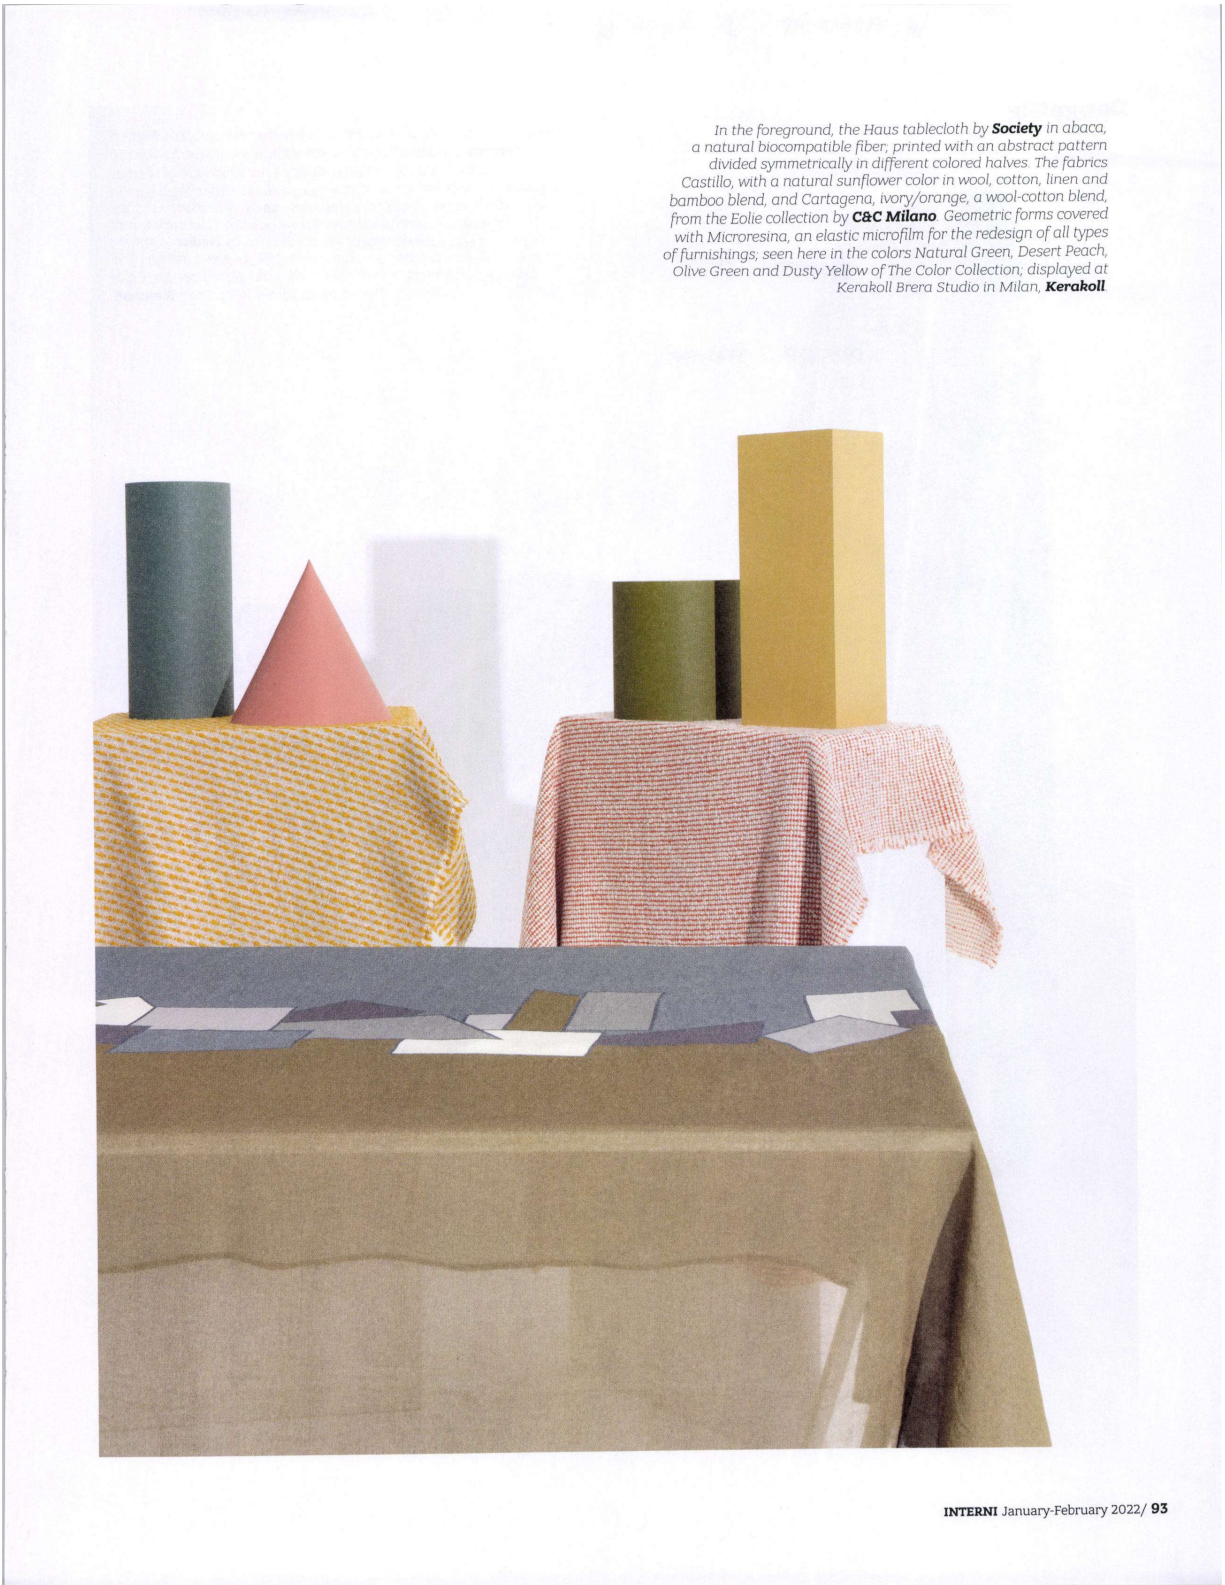 In the foreground, the Haus tablecloth by Society in abaca,
a natural biocompatible fiber; printed with an abstract pattern
divided symmetrically in different colored halves. The fabrics
Castillo, with a natural sunflower color in wool, cotton, linen and
bamboo blend, and Cartagena, ivory/orange, a wool-cotton blend,
from the Eolie collection by C&C Milano. Geometric forms covered
with Microresina, an elastic microfilm for the redesign of all types
of furnishings; seen here in the colors Natural Green, Desert Peach,
Olive Green and Dusty Yellow of The Color Collection; displayed at
Kerakoll Brera Studio in Milan, Kerakoll.
INTERNI January-February 2022/ 93